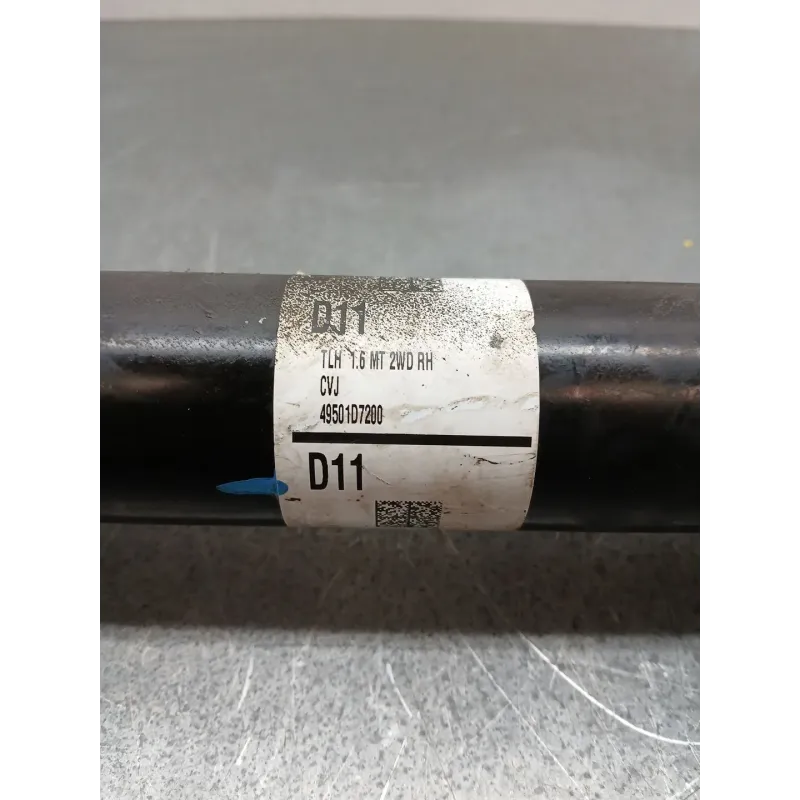 D11
TLH 1.6 MT 2WD RH
CVJ
49501D7200
D11